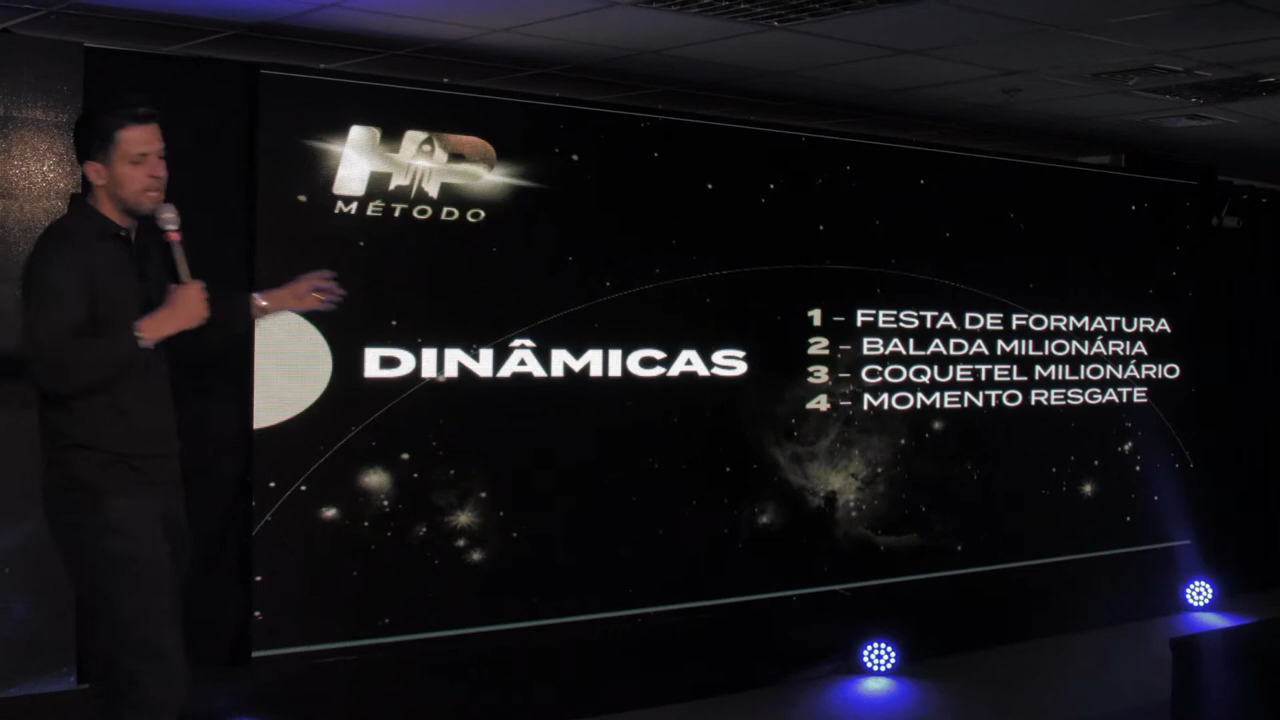 HP
MÉTODO
DINÂMICAS
1 - FESTA DE FORMATURA
2 - BALADA MILIONÁRIA
3 - COQUETEL MILIONÁRIO
4 - MOMENTO RESGATE